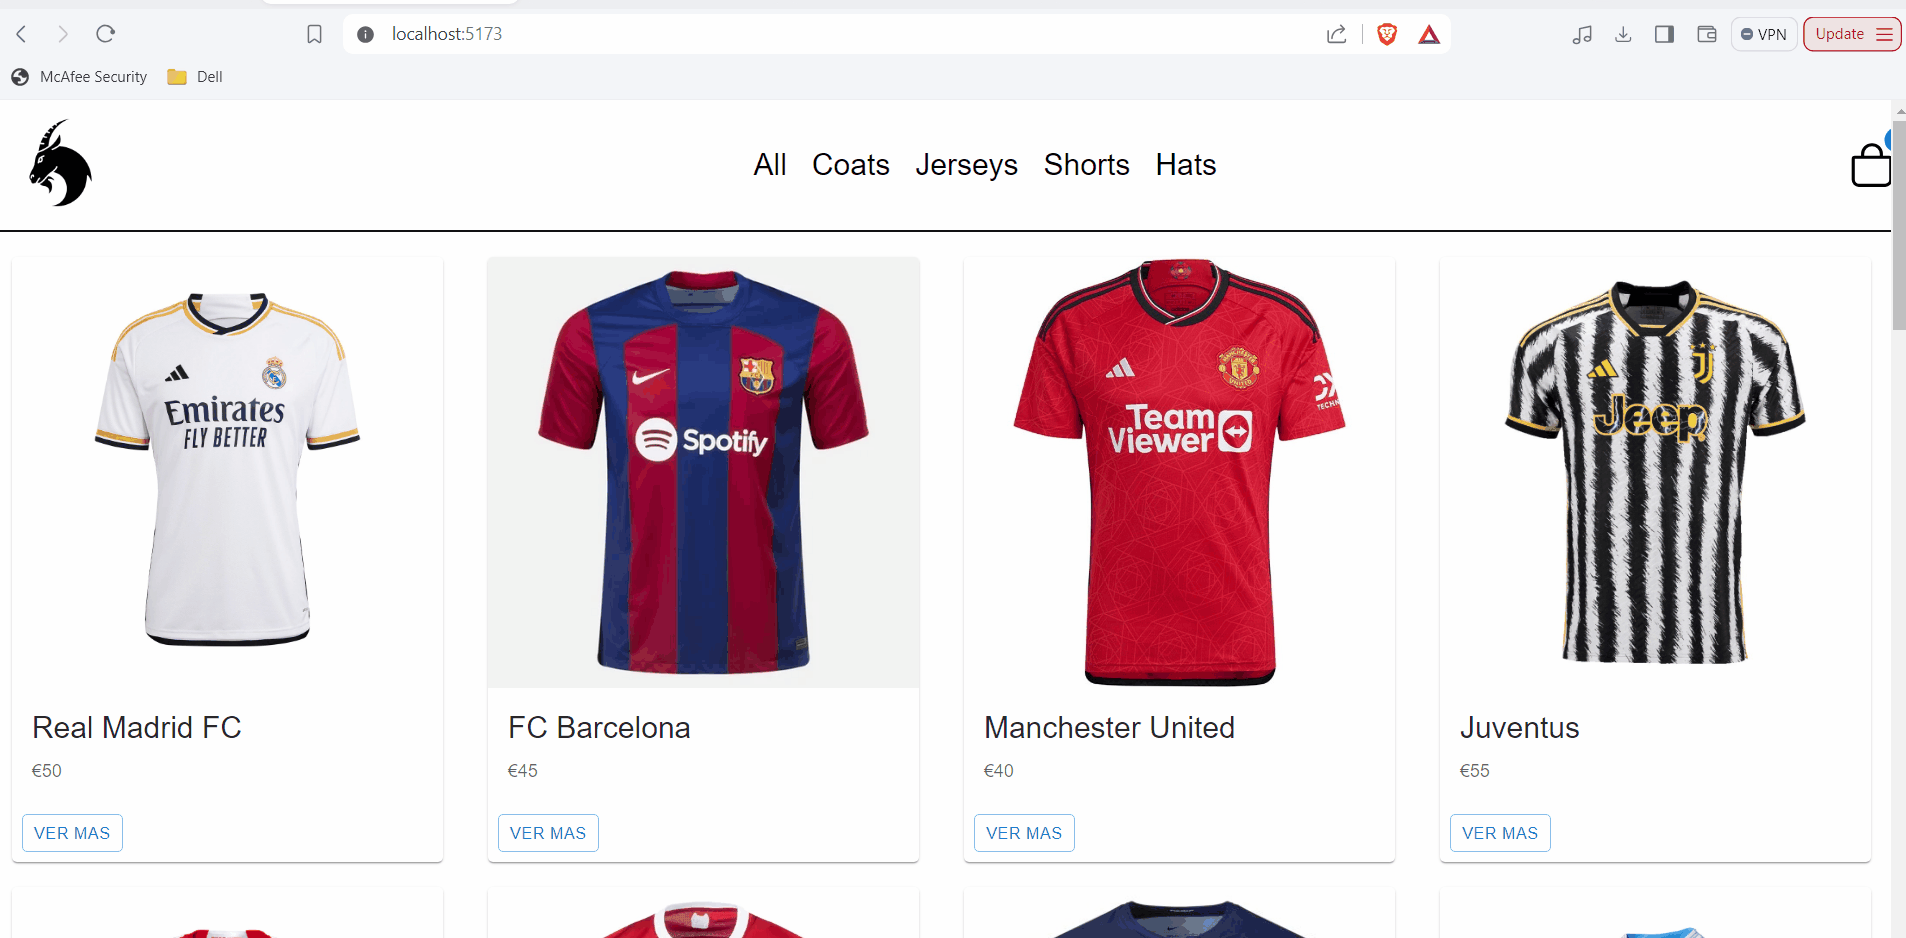 localhost:5173
VPN
Update
McAfee Security
Dell
All Coats Jerseys Shorts Hats
Emirates
FLY BETTER
Spotify
Team
Viewer
TECHN
Jeep
Real Madrid FC
€50
VER MAS
FC Barcelona
€45
VER MAS
Manchester United
€40
VER MAS
Juventus
€55
VER MAS